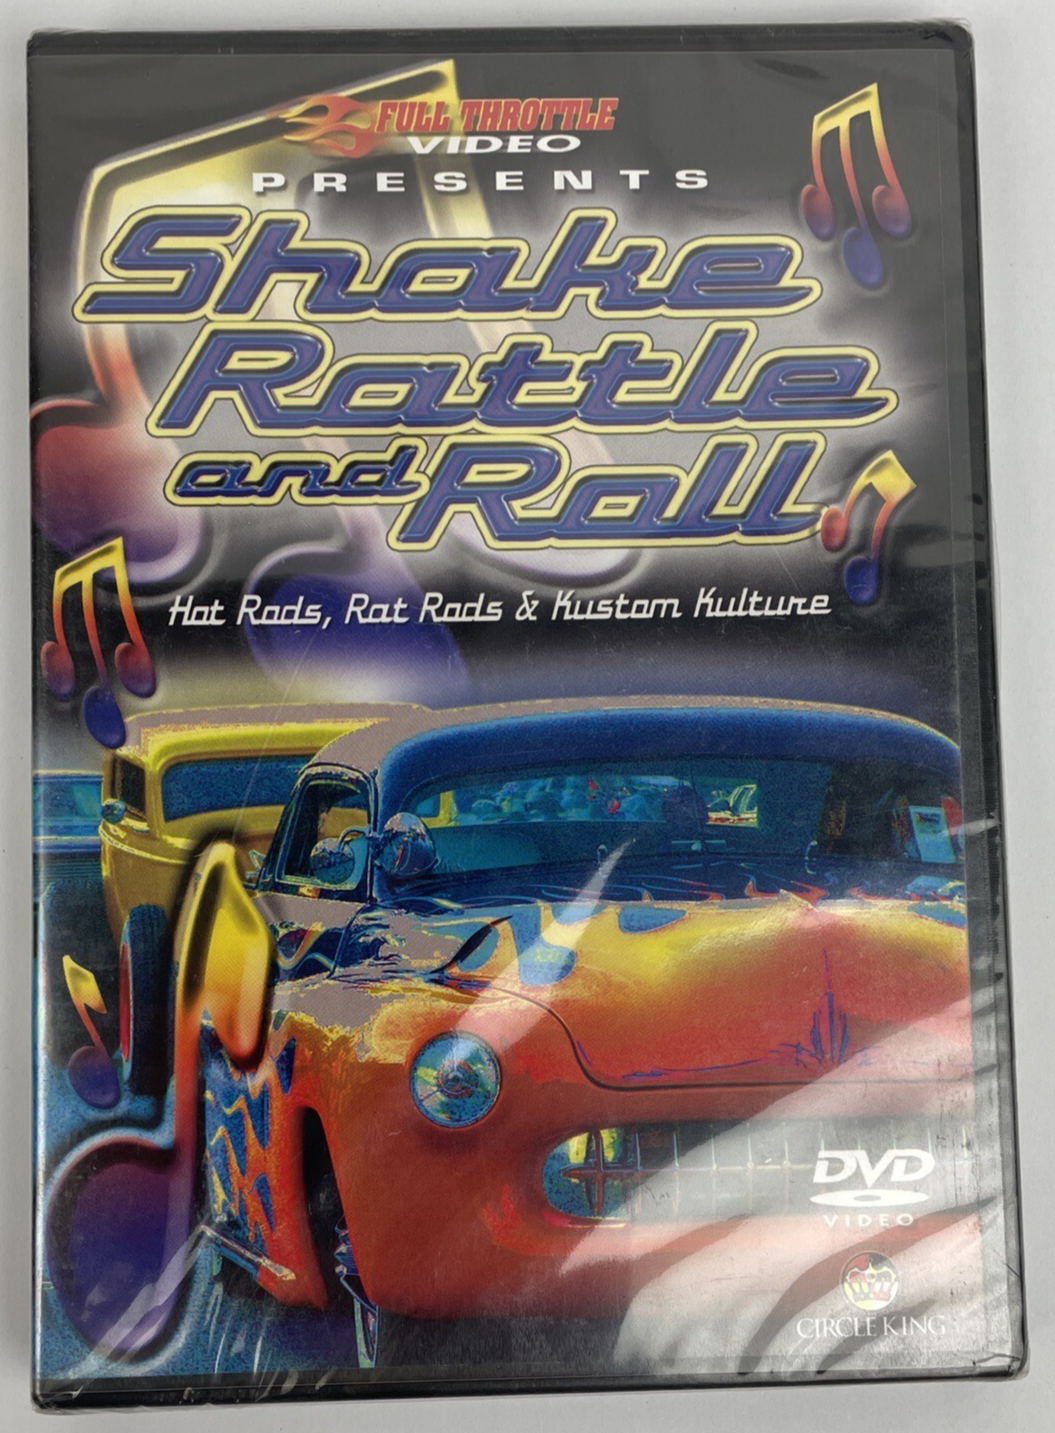 FULL THROTTLE
VIDEO
PRESENTS
Shake
Rattle
and Roll
Hot Rods, Rat Rods & Kustom Kulture
DVD
VIDEO
CIRCLE KING